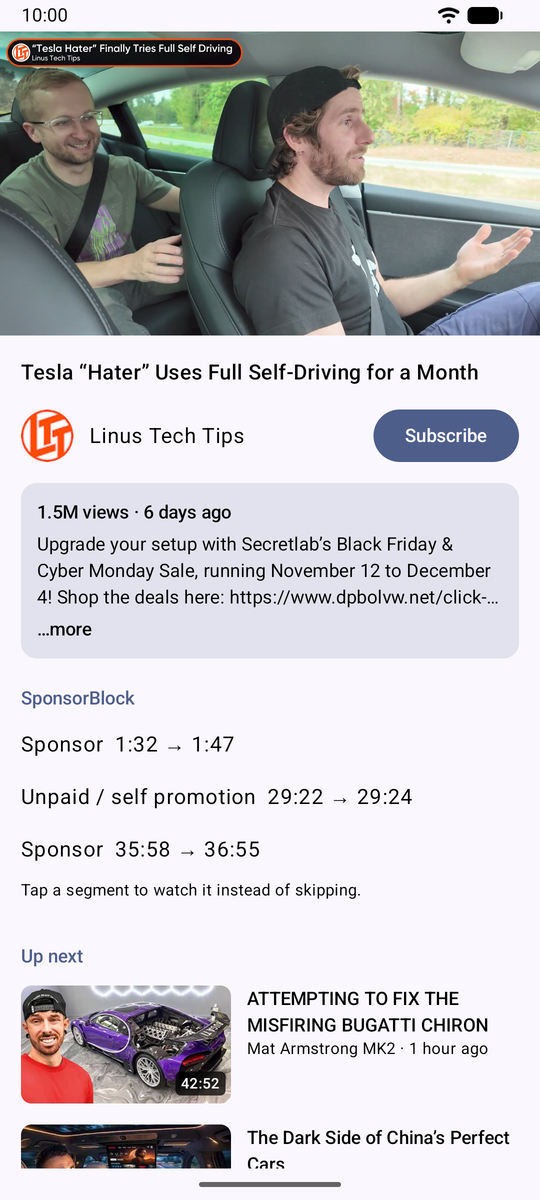 10:00
“Tesla Hater” Finally Tries Full Self Driving
Linus Tech Tips
Tesla “Hater” Uses Full Self-Driving for a Month
Linus Tech Tips
Subscribe
1.5M views · 6 days ago
Upgrade your setup with Secretlab’s Black Friday &
Cyber Monday Sale, running November 12 to December
4! Shop the deals here: https://www.dpbolvw.net/click-…
…more
SponsorBlock
Sponsor 1:32 → 1:47
Unpaid / self promotion 29:22 → 29:24
Sponsor 35:58 → 36:55
Tap a segment to watch it instead of skipping.
Up next
42:52
ATTEMPTING TO FIX THE
MISFIRING BUGATTI CHIRON
Mat Armstrong MK2 · 1 hour ago
The Dark Side of China’s Perfect
Cars